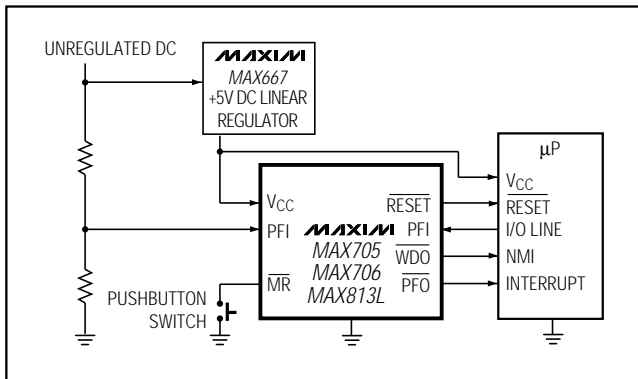 UNREGULATED DC
MAXIM
MAX667
+5V DC LINEAR
REGULATOR
VCC
PFI
MR
MAXIM
MAX705
MAX706
MAX813L
RESET
PFI
WDO
PFO
µP
VCC
RESET
I/O LINE
NMI
INTERRUPT
PUSHBUTTON
SWITCH